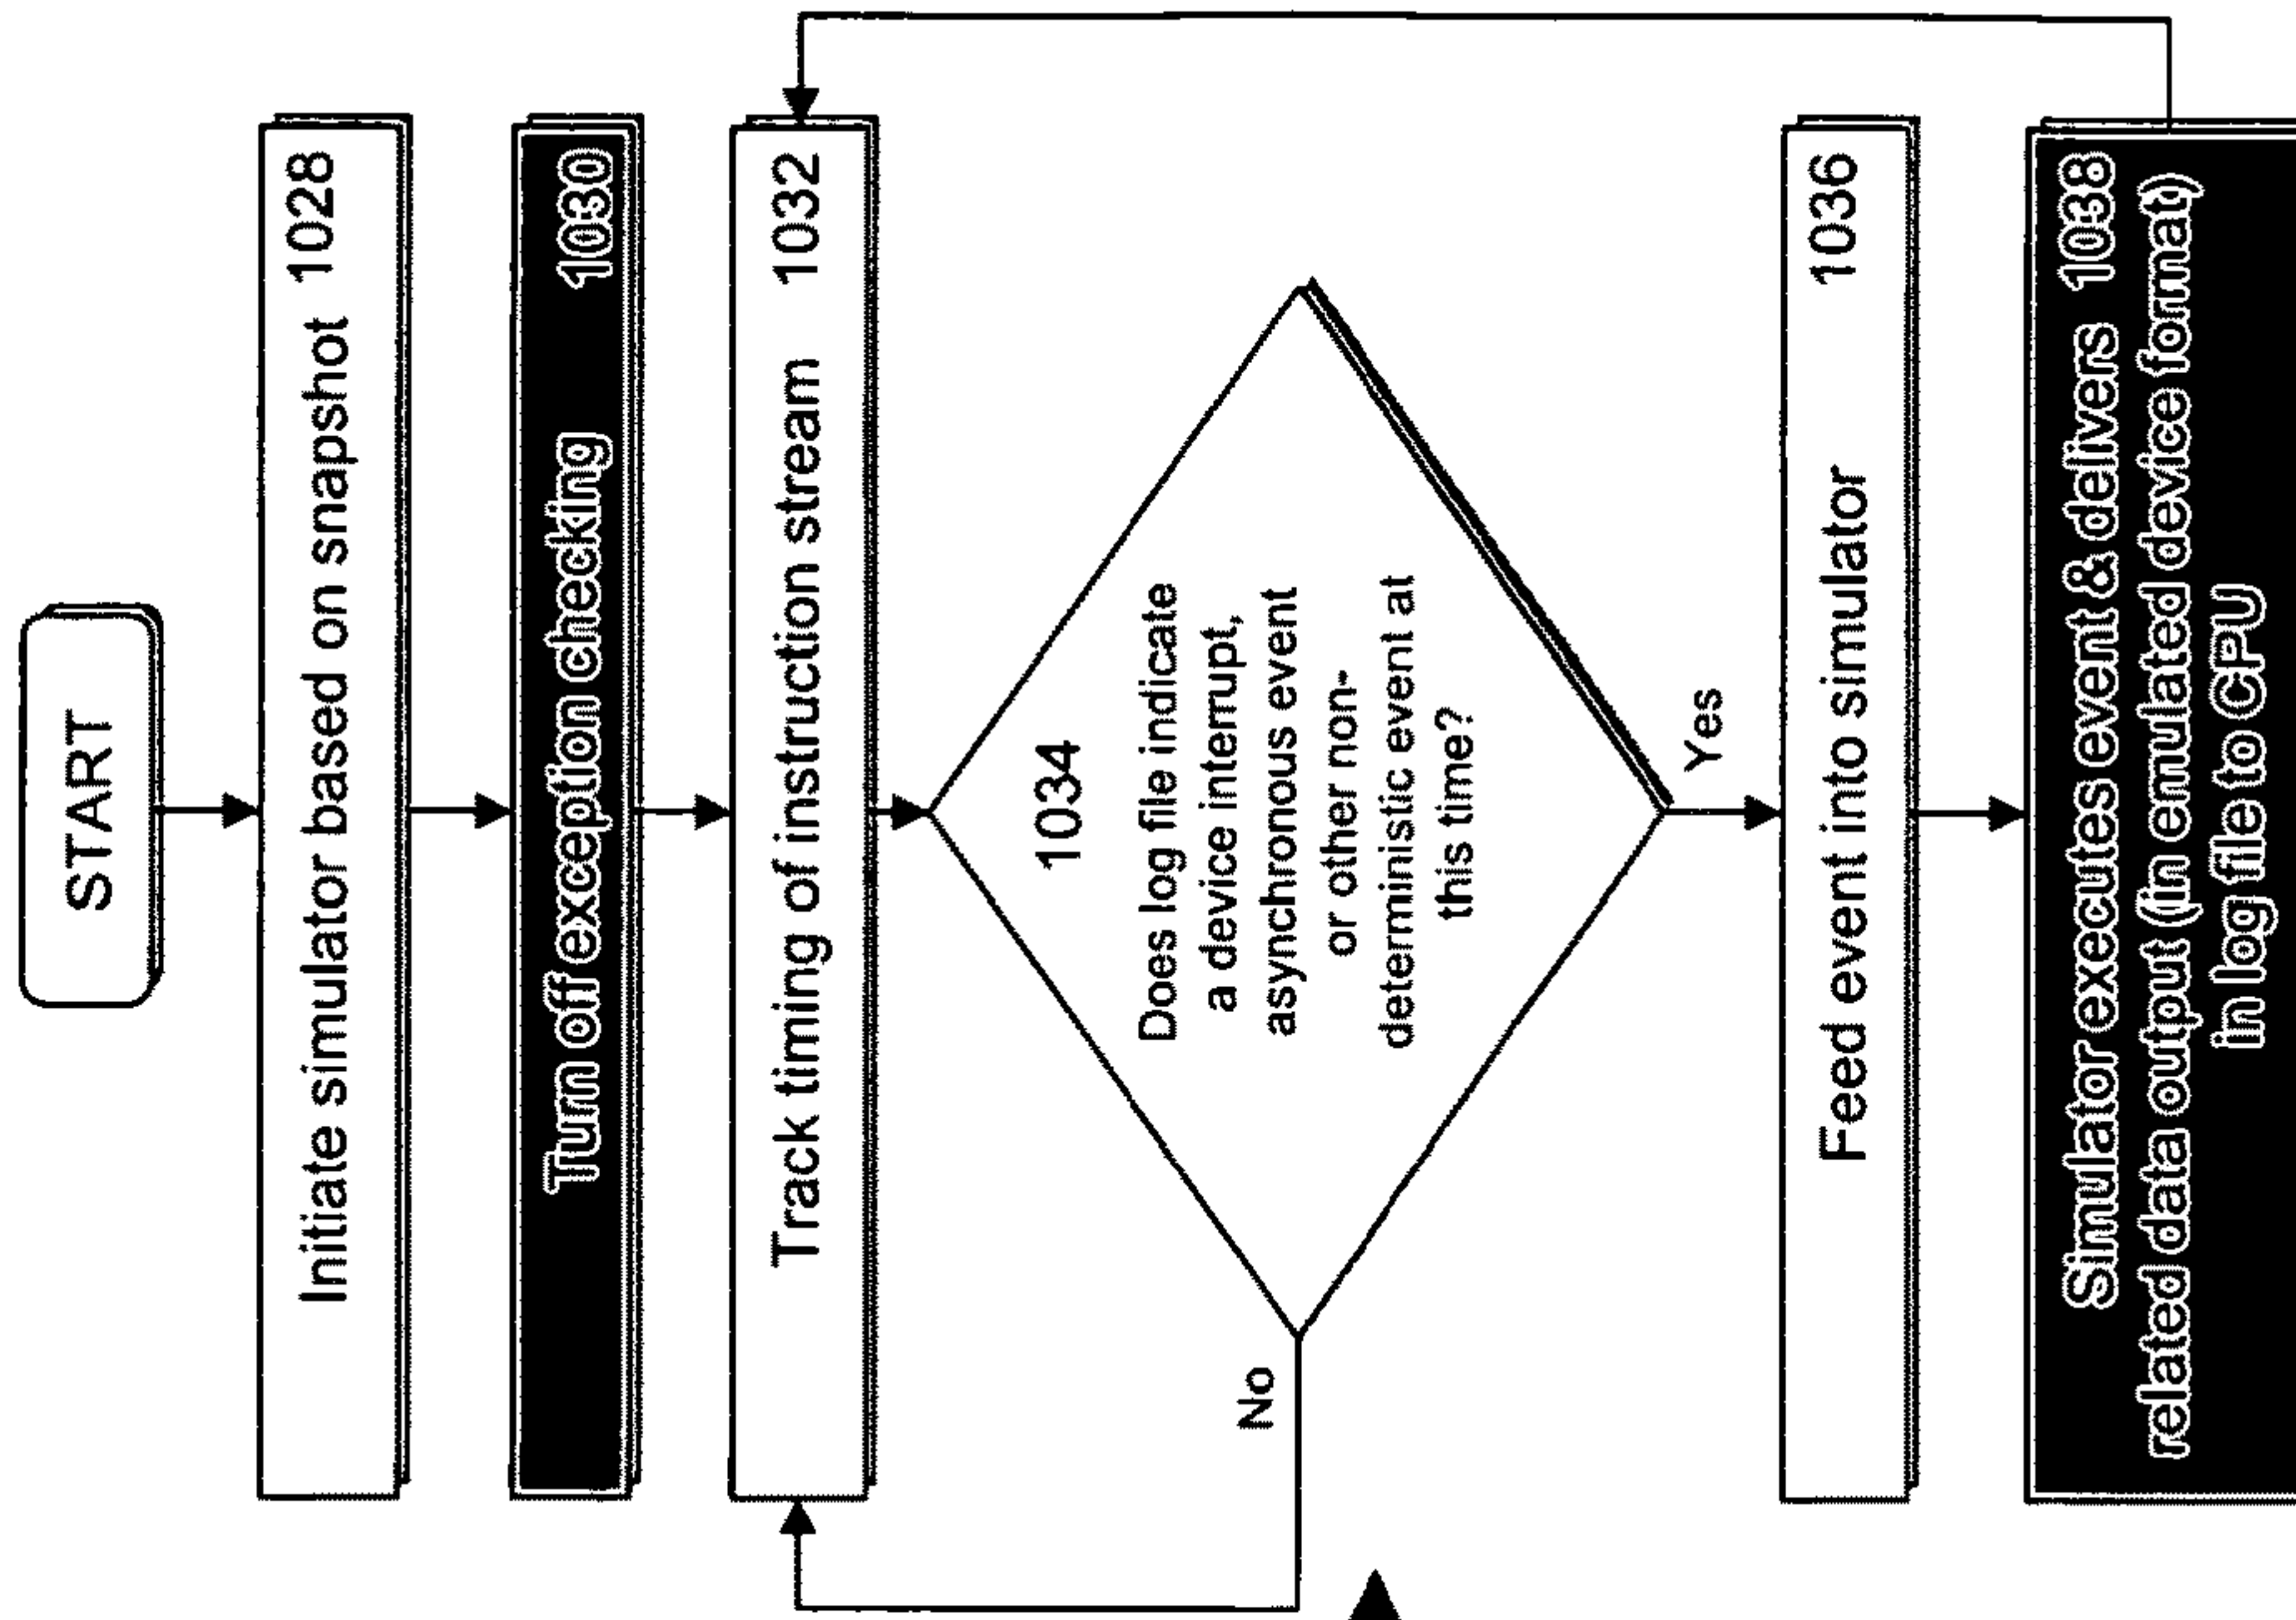 START
Initiate simulator based on snapshot 1028
Turn off exception checking 1030
Track timing of instruction stream 1032
1034
Does log file indicate
a device interrupt,
asynchronous event
or other non-
deterministic event at
this time?
No
Yes
Feed event into simulator 1036
Simulator executes event & delivers 1038
related data output (in emulated device format)
in log file to CPU